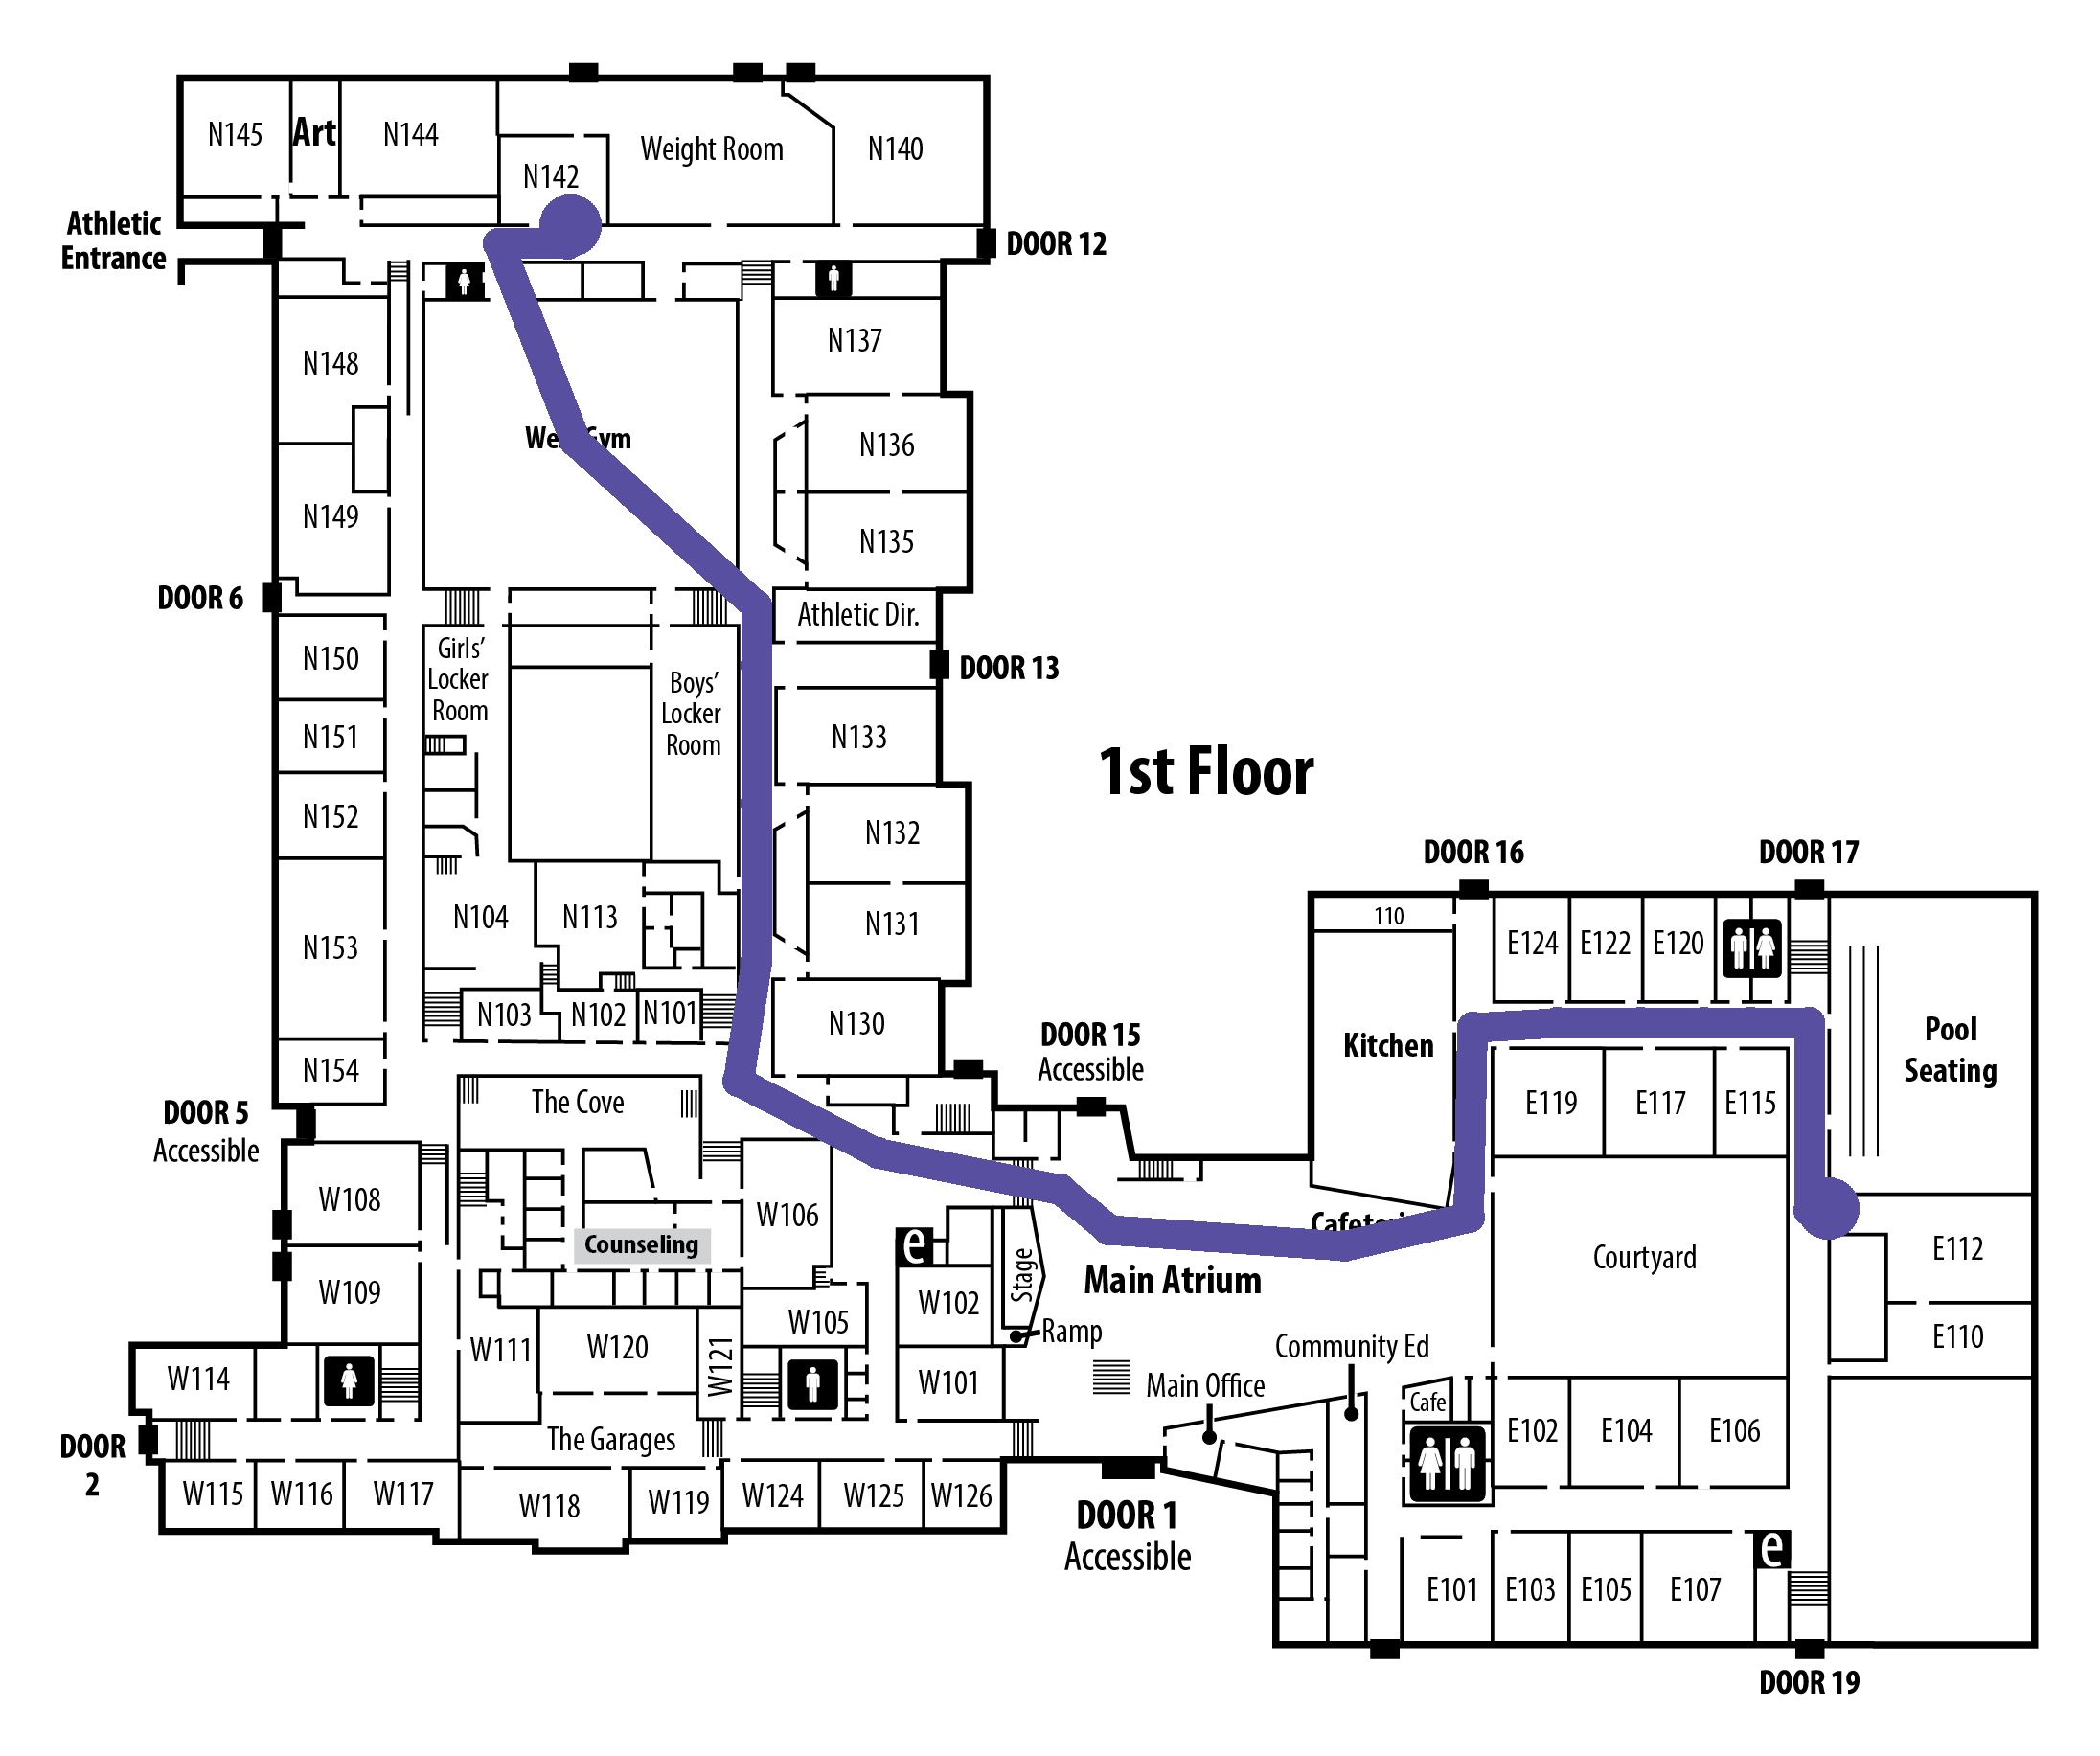 N145
Art
N144
N142
Weight Room
N140
Athletic
Entrance
DOOR 12
N148
N137
N136
N149
N135
DOOR 6
Athletic Dir.
N150
Girls'
Locker
Room
Boys'
Locker
Room
DOOR 13
N151
N133
1st Floor
N152
N132
N153
N104
N113
N131
N103
N102
N101
N130
N154
The Cove
DOOR 5
Accessible
DOOR 15
Accessible
DOOR 16
DOOR 17
110
E124
E122
E120
Kitchen
Pool
Seating
E119
E117
E115
W108
W106
Counseling
e
Stage
Main Atrium
Courtyard
E112
W109
W102
Ramp
E110
W105
W111
W120
W121
W114
W101
Community Ed
Main Office
Cafe
E102
E104
E106
The Garages
DOOR
2
W115
W116
W117
W118
W119
W124
W125
W126
DOOR 1
Accessible
e
E101
E103
E105
E107
DOOR 19